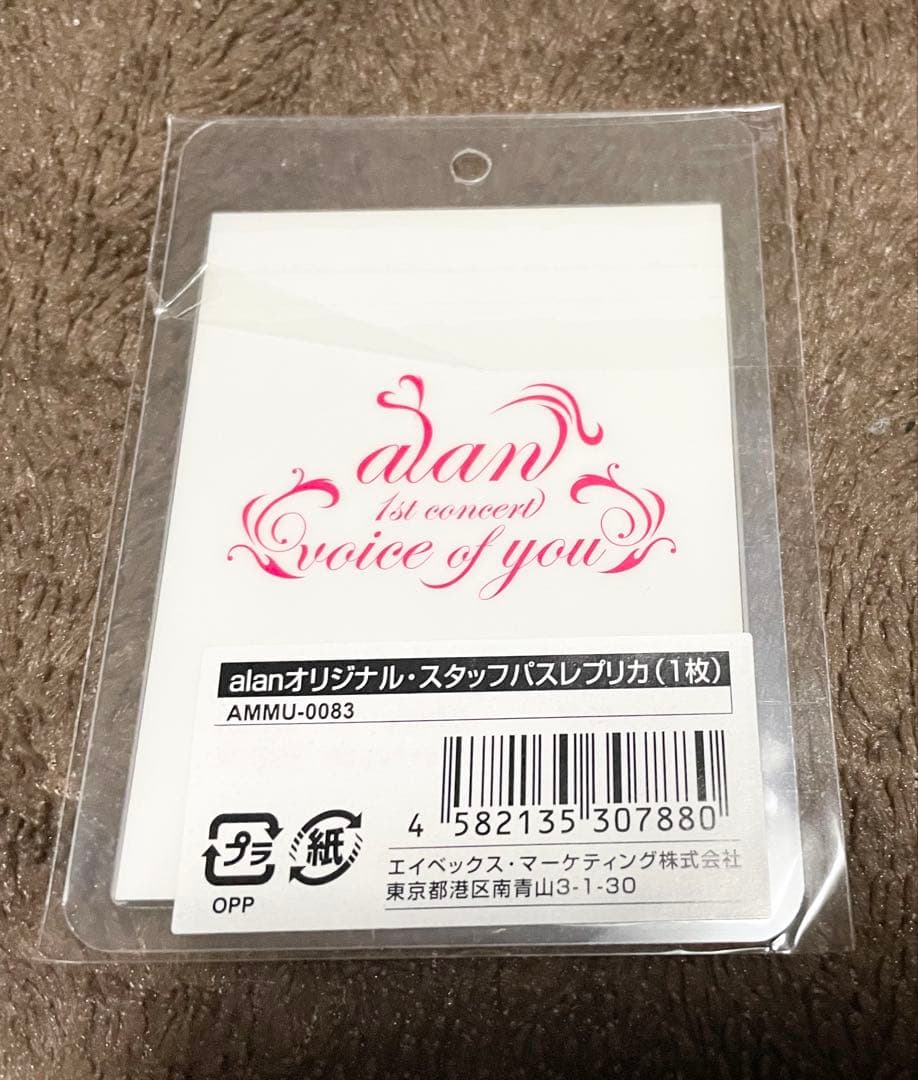 alan
1st concert
voice of you
alanオリジナル・スタッフパスレプリカ(1枚)
AMMU-0083
4 582135 307880
プラ
紙
OPP
エイベックス・マーケティング株式会社
東京都港区南青山3-1-30